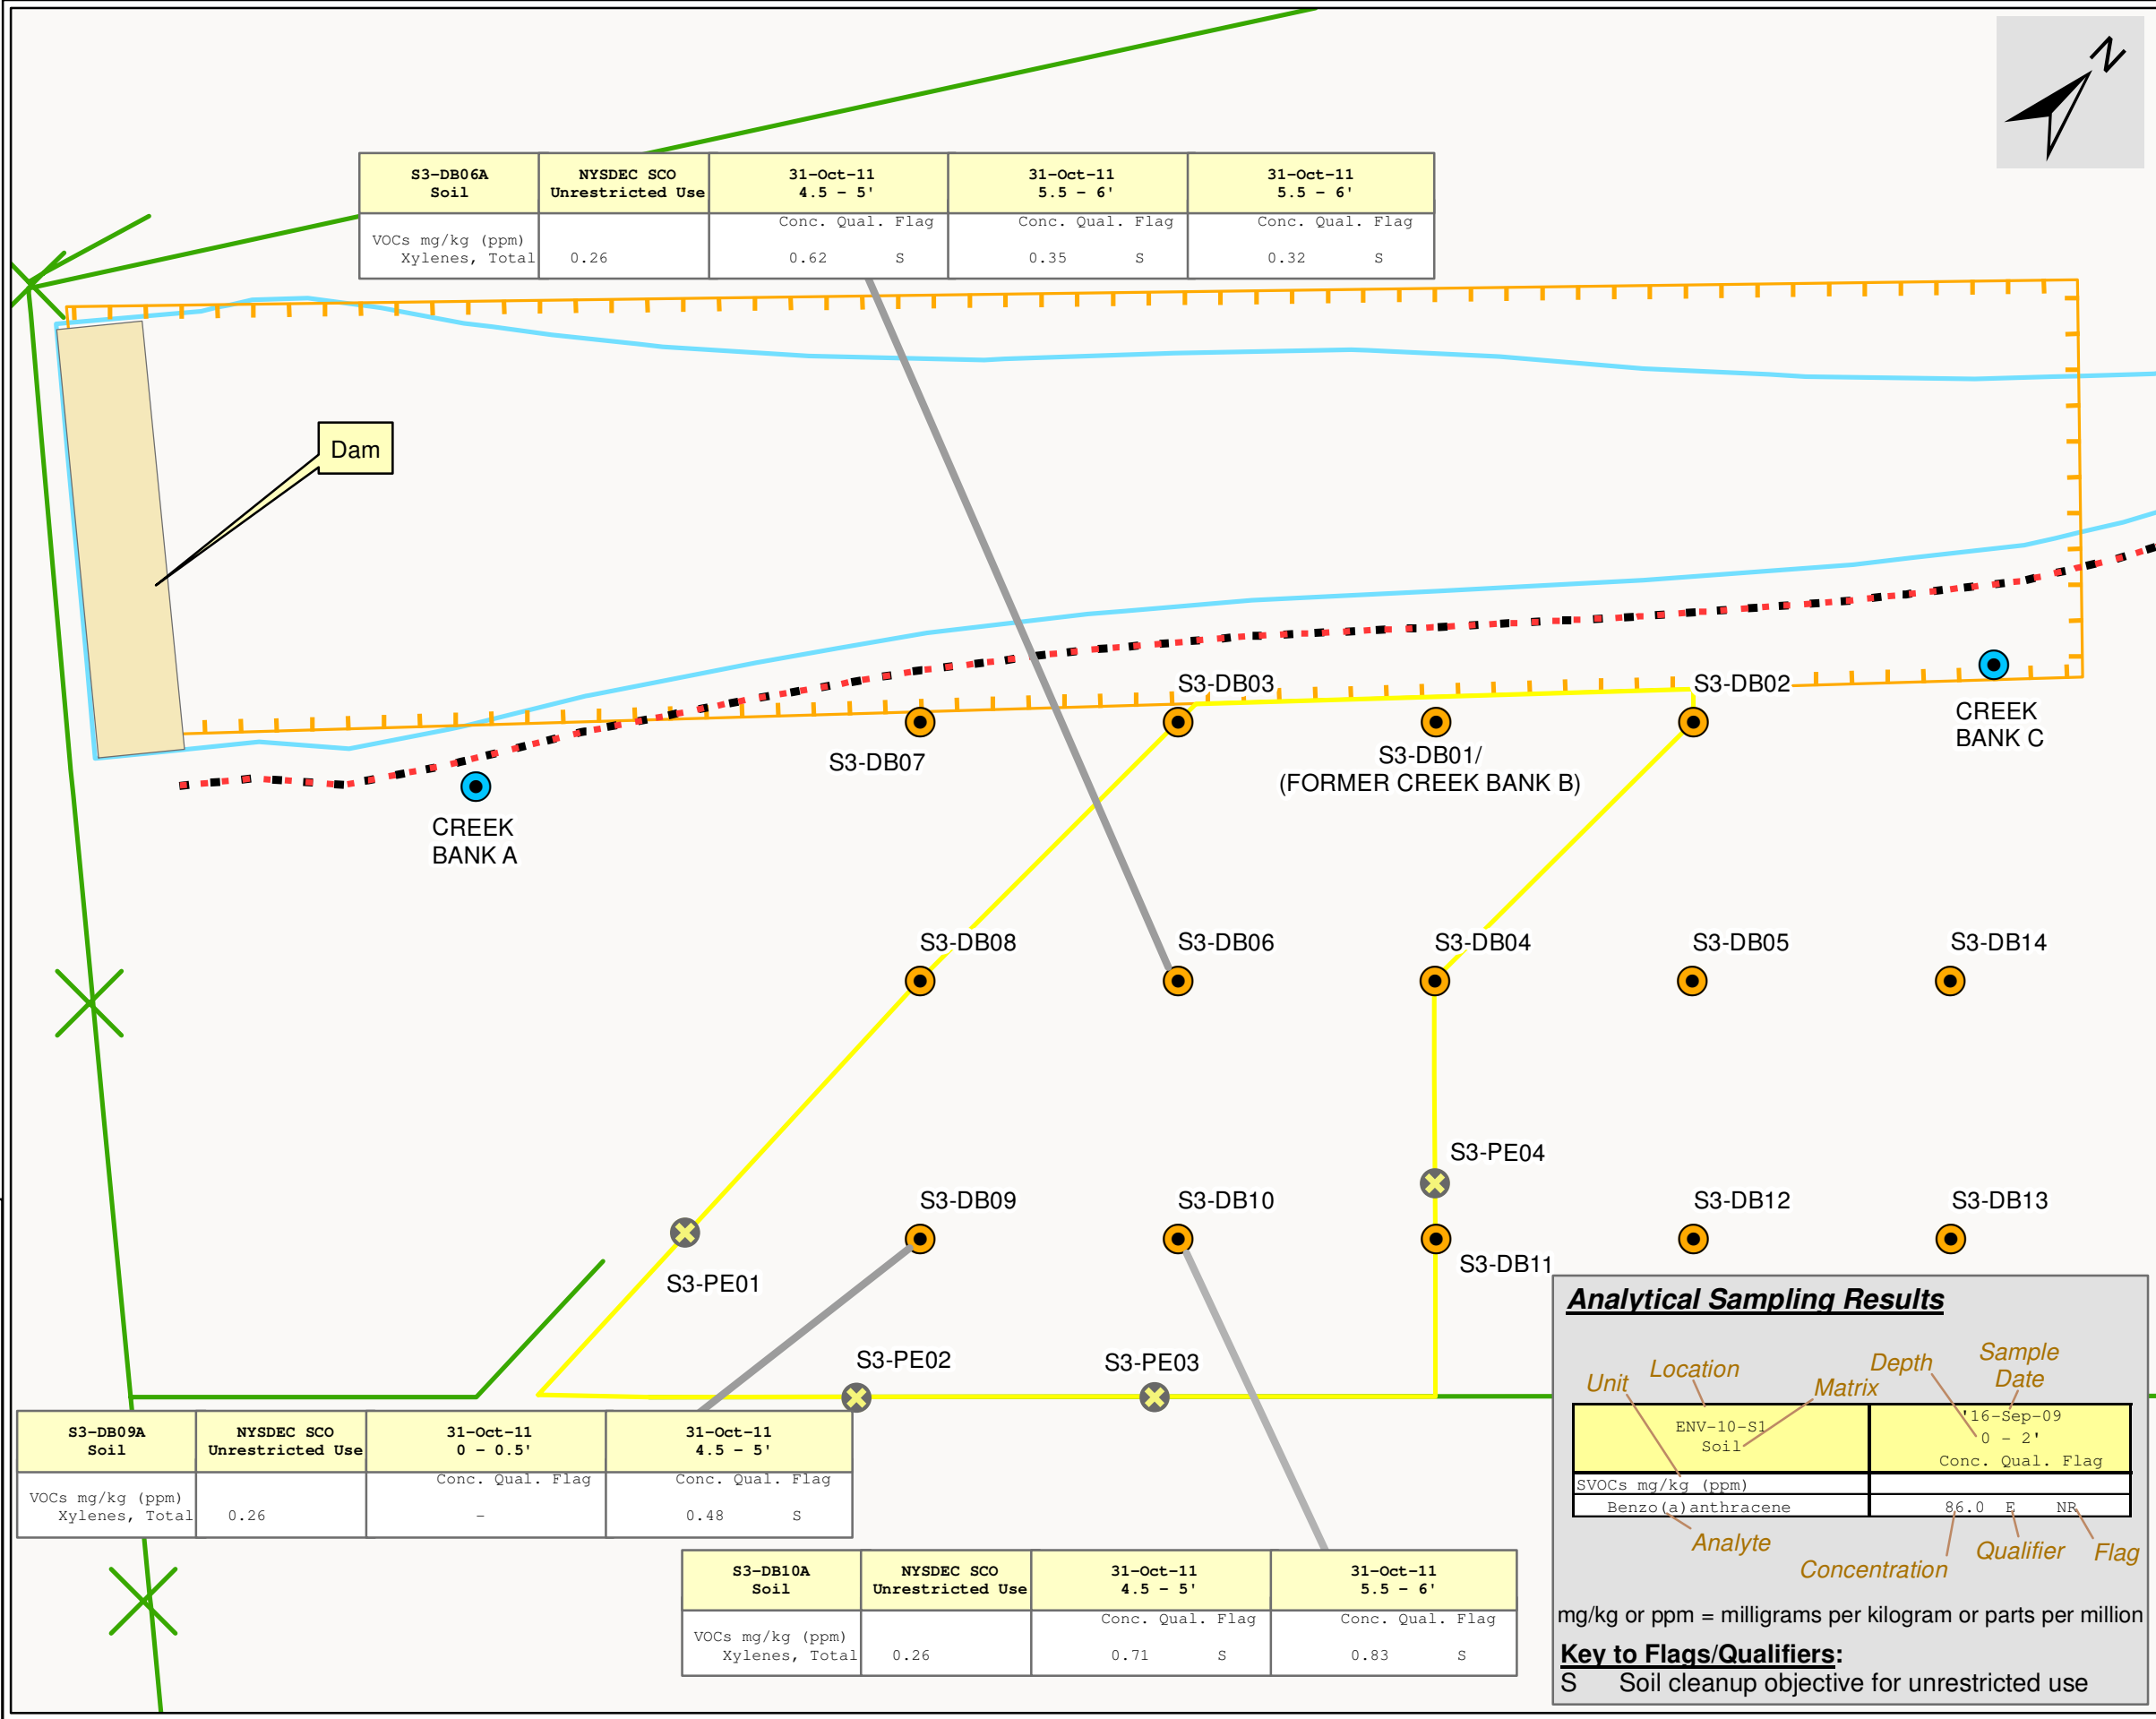 N
S3-DB06A
Soil
NYSDEC SCO
Unrestricted Use
31-Oct-11
4.5 - 5'
31-Oct-11
5.5 - 6'
31-Oct-11
5.5 - 6'
Conc. Qual. Flag
Conc. Qual. Flag
Conc. Qual. Flag
VOCs mg/kg (ppm)
Xylenes, Total 0.26 0.62 S 0.35 S 0.32 S
Dam
S3-DB03
S3-DB02
S3-DB07
S3-DB01/
(FORMER CREEK BANK B)
CREEK
BANK C
CREEK
BANK A
S3-DB08
S3-DB06
S3-DB04
S3-DB05
S3-DB14
S3-PE04
S3-DB09
S3-DB10
S3-DB12
S3-DB13
S3-DB11
S3-PE01
S3-PE02
S3-PE03
S3-DB09A
Soil
NYSDEC SCO
Unrestricted Use
31-Oct-11
0 - 0.5'
31-Oct-11
4.5 - 5'
Conc. Qual. Flag
Conc. Qual. Flag
VOCs mg/kg (ppm)
Xylenes, Total 0.26 - 0.48 S
S3-DB10A
Soil
NYSDEC SCO
Unrestricted Use
31-Oct-11
4.5 - 5'
31-Oct-11
5.5 - 6'
Conc. Qual. Flag
Conc. Qual. Flag
VOCs mg/kg (ppm)
Xylenes, Total 0.26 0.71 S 0.83 S
Analytical Sampling Results
Unit
Location
Matrix
Depth
Sample
Date
ENV-10-S1
Soil
'16-Sep-09
0 - 2'
Conc. Qual. Flag
SVOCs mg/kg (ppm)
Benzo(a)anthracene 86.0 E NR
Analyte
Concentration
Qualifier
Flag
mg/kg or ppm = milligrams per kilogram or parts per million
Key to Flags/Qualifiers:
S Soil cleanup objective for unrestricted use